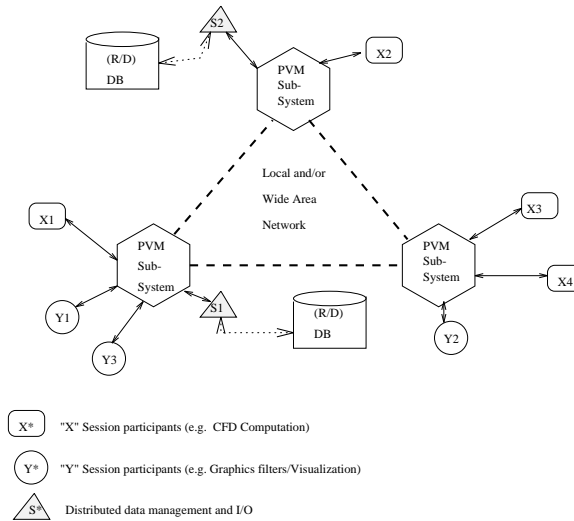 S2
(R/D)
DB
PVM
Sub-
System
X2
Local and/or
Wide Area
Network
X1
PVM
Sub-
System
Y1
Y3
S1
(R/D)
DB
PVM
Sub-
System
X3
X4
Y2
X* "X" Session participants (e.g. CFD Computation)
Y* "Y" Session participants (e.g. Graphics filters/Visualization)
S* Distributed data management and I/O